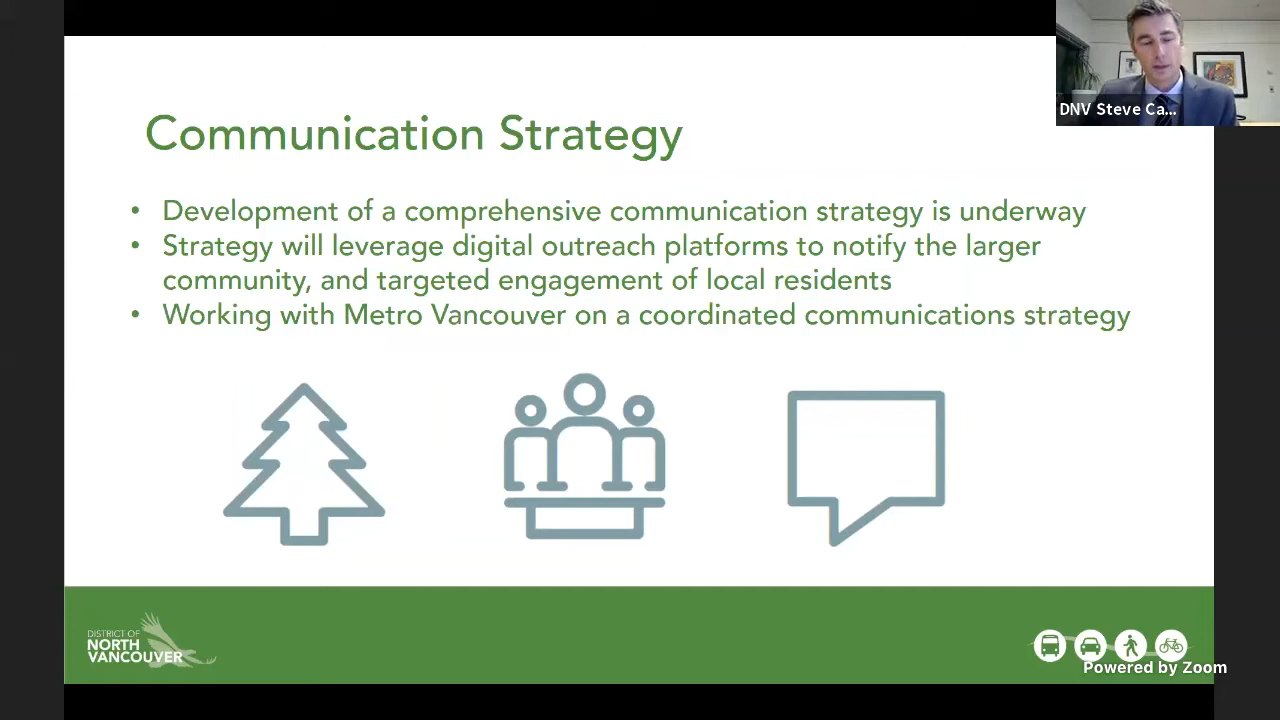 DNV Steve Ca...
Communication Strategy
• Development of a comprehensive communication strategy is underway
• Strategy will leverage digital outreach platforms to notify the larger
community, and targeted engagement of local residents
• Working with Metro Vancouver on a coordinated communications strategy
DISTRICT OF
NORTH
VANCOUVER
Powered by Zoom